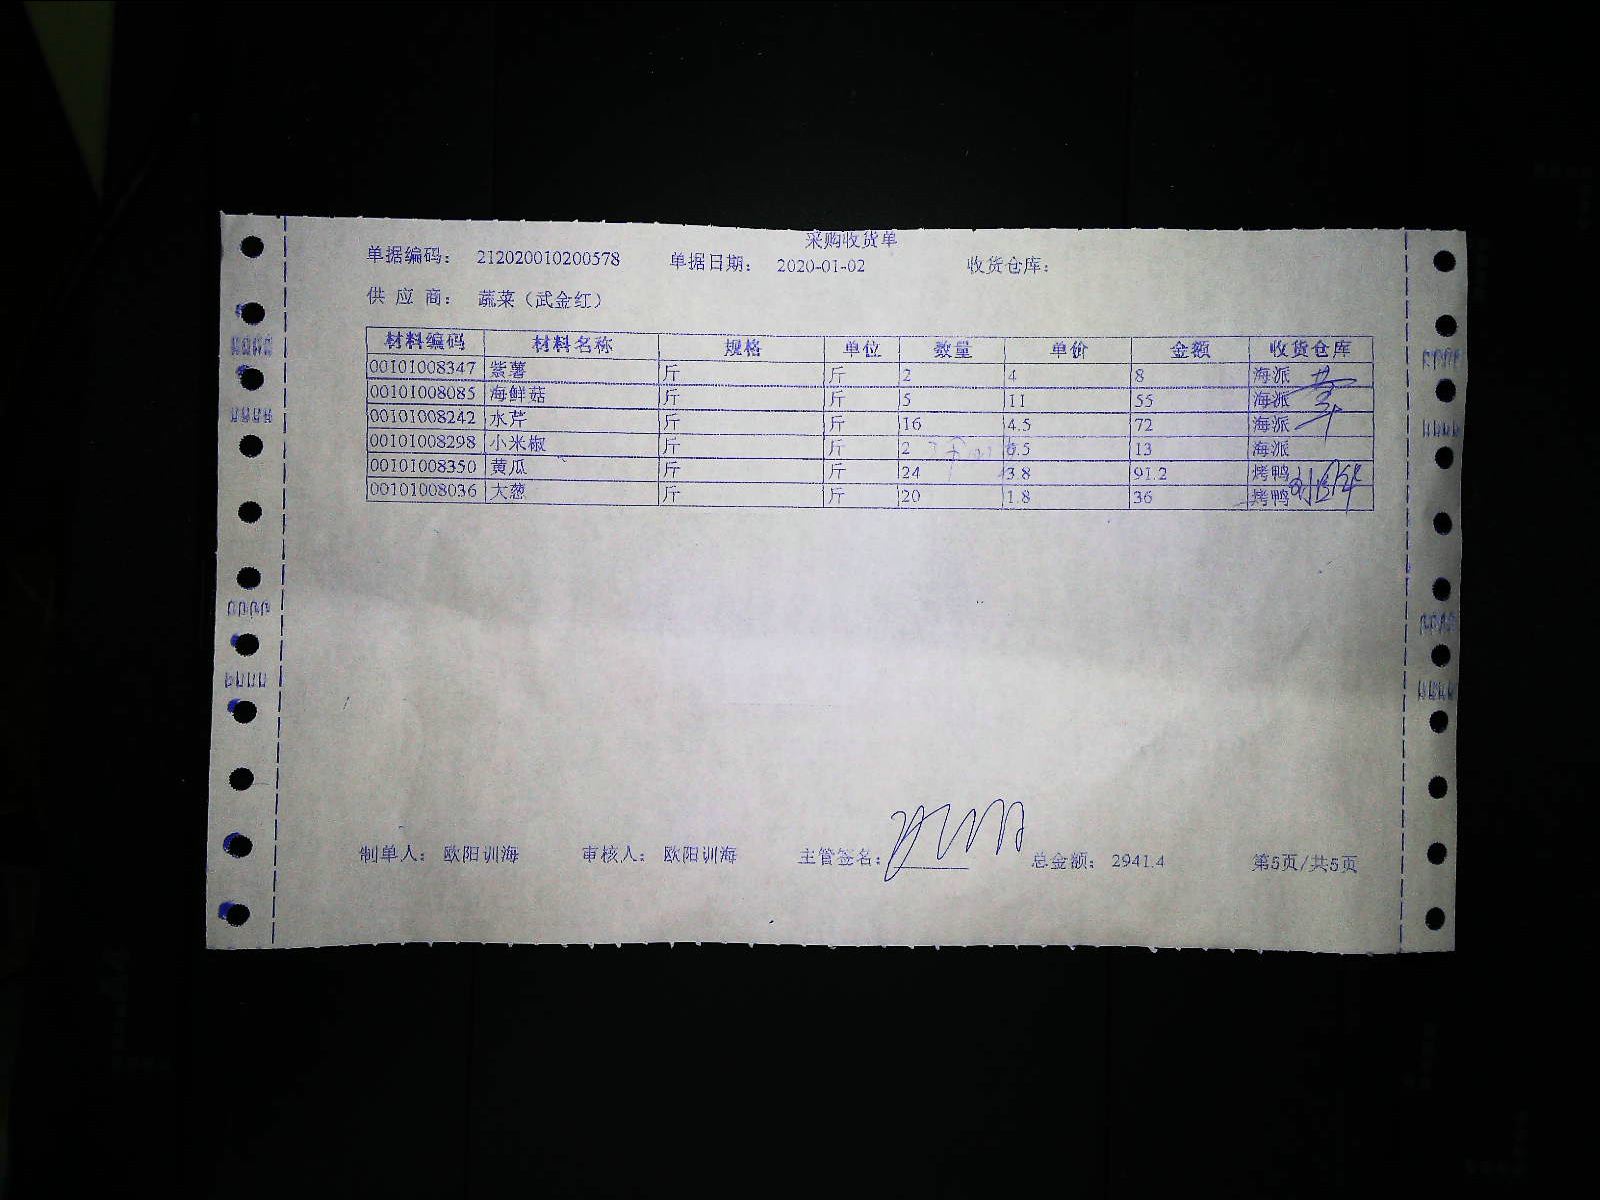 采购收货单
单据编码： 212020010200578 单据日期： 2020-01-02 收货仓库：
供 应 商： 蔬菜（武金红）
材料编码 材料名称 规格 单位 数量 单价 金额 收货仓库
00101008347 紫薯 斤 斤 2 4 8 海派
00101008085 海鲜菇 斤 斤 5 11 55 海派
00101008242 水芹 斤 斤 16 4.5 72 海派
00101008298 小米椒 斤 斤 2 6.5 13 海派
00101008350 黄瓜 斤 斤 24 3.8 91.2 烤鸭
00101008036 大葱 斤 斤 20 1.8 36 烤鸭
制单人： 欧阳训海 审核人： 欧阳训海 主管签名： 总金额： 2941.4 第5页/共5页